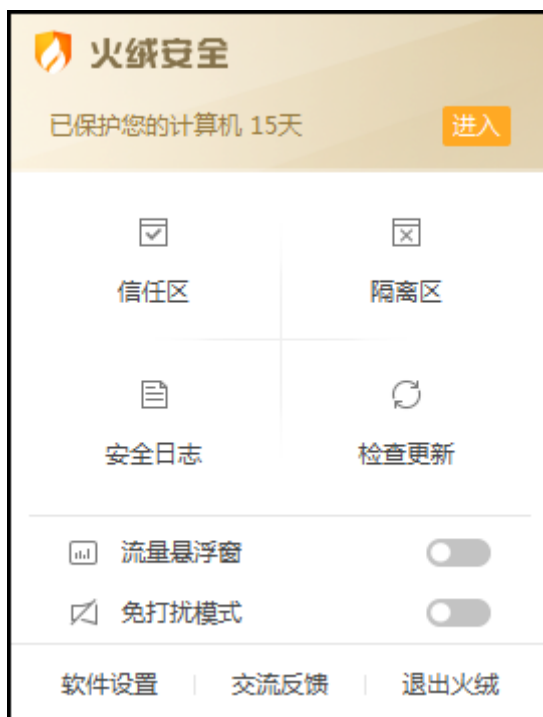 火绒安全
已保护您的计算机 15天 进入
信任区 隔离区
安全日志 检查更新
流量悬浮窗
免打扰模式
软件设置 交流反馈 退出火绒